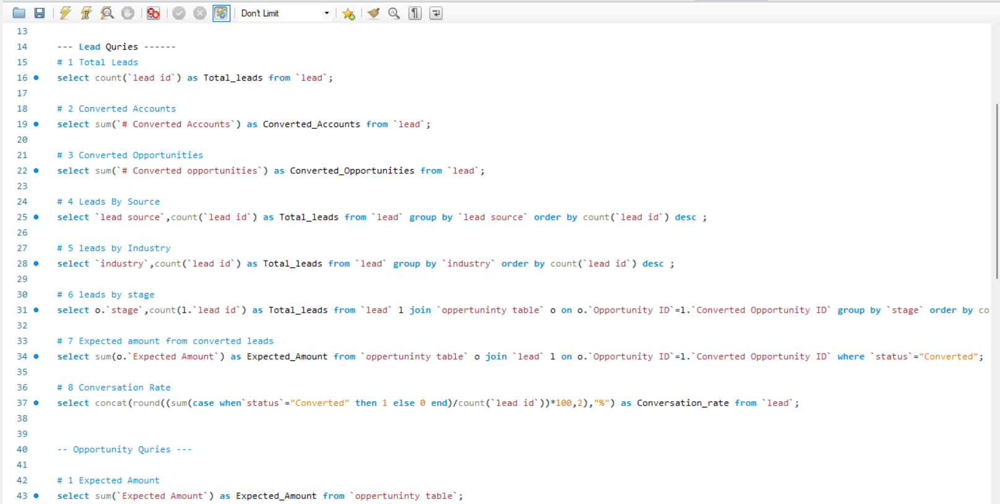 Don't Limit
13
14 --- Lead Quries ------
15 # 1 Total Leads
16 select count(`lead id`) as Total_leads from `lead`;
17
18 # 2 Converted Accounts
19 select sum(`# Converted Accounts`) as Converted_Accounts from `lead`;
20
21 # 3 Converted Opportunities
22 select sum(`# Converted opportunities`) as Converted_Opportunities from `lead`;
23
24 # 4 Leads By Source
25 select `lead source`,count(`lead id`) as Total_leads from `lead` group by `lead source` order by count(`lead id`) desc ;
26
27 # 5 leads by Industry
28 select `industry`,count(`lead id`) as Total_leads from `lead` group by `industry` order by count(`lead id`) desc ;
29
30 # 6 leads by stage
31 select o.`stage`,count(l.`lead id`) as Total_leads from `lead` l join `oppertuninty table` o on o.`Opportunity ID`=l.`Converted Opportunity ID` group by `stage` order by co
32
33 # 7 Expected amount from converted leads
34 select sum(o.`Expected Amount`) as Expected_Amount from `oppertuninty table` o join `lead` l on o.`Opportunity ID`=l.`Converted Opportunity ID` where `status`="Converted";
35
36 # 8 Conversation Rate
37 select concat(round((sum(case when`status`="Converted" then 1 else 0 end)/count(`lead id`))*100,2),"%") as Conversation_rate from `lead`;
38
39
40 -- Opportunity Quries ---
41
42 # 1 Expected Amount
43 select sum(`Expected Amount`) as Expected_Amount from `oppertuninty table`;